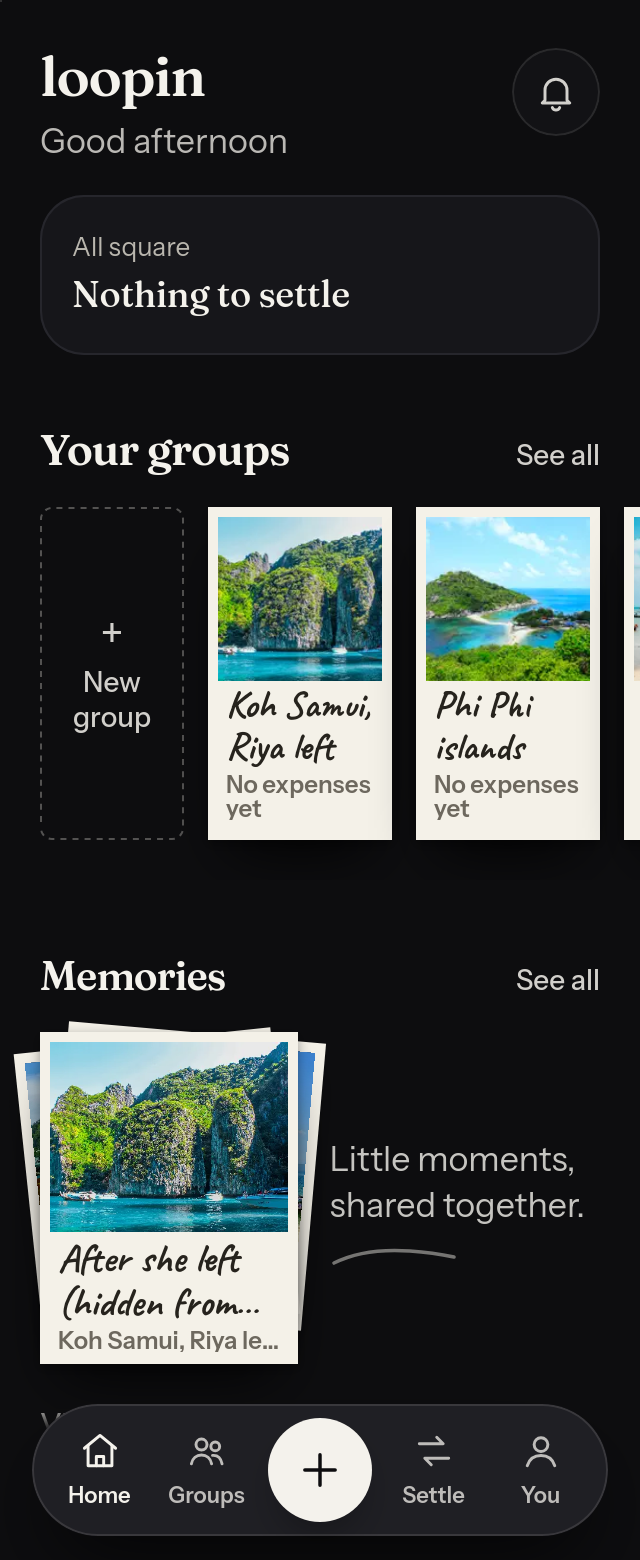 loopin
Good afternoon
All square
Nothing to settle
Your groups
See all
+
New
group
Koh Samui,
Riya left
No expenses
yet
Phi Phi
islands
No expenses
yet
Memories
See all
Little moments,
shared together.
After she left
(hidden from...
Koh Samui, Riya le...
Home
Groups
Settle
You